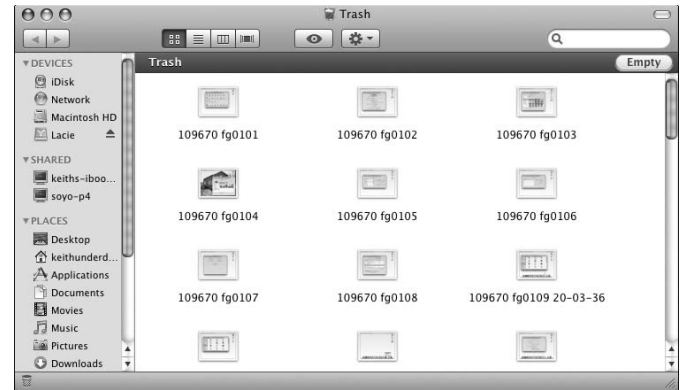 Trash
Trash
Empty
DEVICES
iDisk
Network
Macintosh HD
Lacie
SHARED
keiths-iboo...
soyo-p4
PLACES
Desktop
keithunderd...
Applications
Documents
Movies
Music
Pictures
Downloads
109670 fg0101
109670 fg0102
109670 fg0103
109670 fg0104
109670 fg0105
109670 fg0106
109670 fg0107
109670 fg0108
109670 fg0109 20-03-36